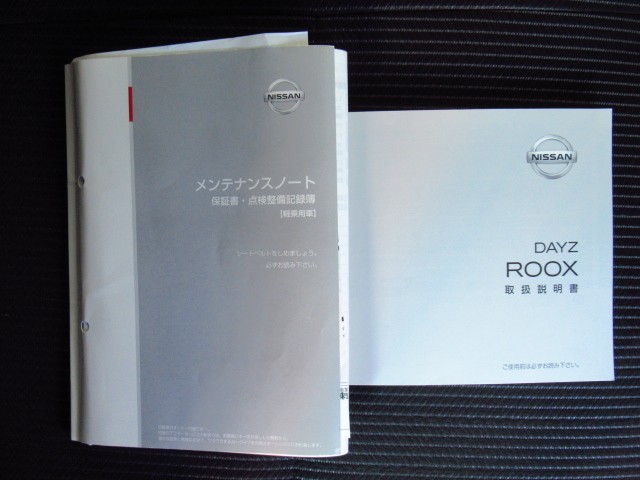 NISSAN
メンテナンスノート
保証書・点検整備記録簿
【軽乗用車】
シートベルトをしめましょう。
必ずお読み下さい。
NISSAN
DAYZ
ROOX
取扱説明書
ご使用前は必ずお読み下さい。